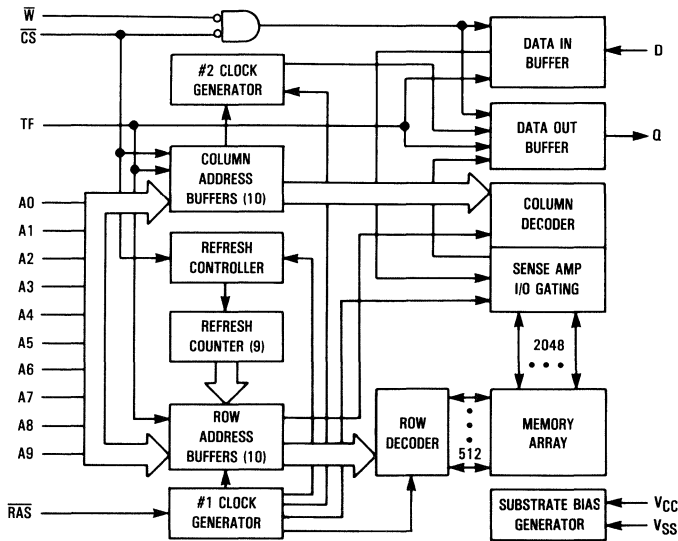 W̅
C̅S̅
TF
A0
A1
A2
A3
A4
A5
A6
A7
A8
A9
R̅A̅S̅
#2 CLOCK
GENERATOR
COLUMN
ADDRESS
BUFFERS (10)
REFRESH
CONTROLLER
REFRESH
COUNTER (9)
ROW
ADDRESS
BUFFERS (10)
#1 CLOCK
GENERATOR
ROW
DECODER
DATA IN
BUFFER
D
DATA OUT
BUFFER
Q
COLUMN
DECODER
SENSE AMP
I/O GATING
2048
• • •
512
MEMORY
ARRAY
SUBSTRATE BIAS
GENERATOR
VCC
VSS